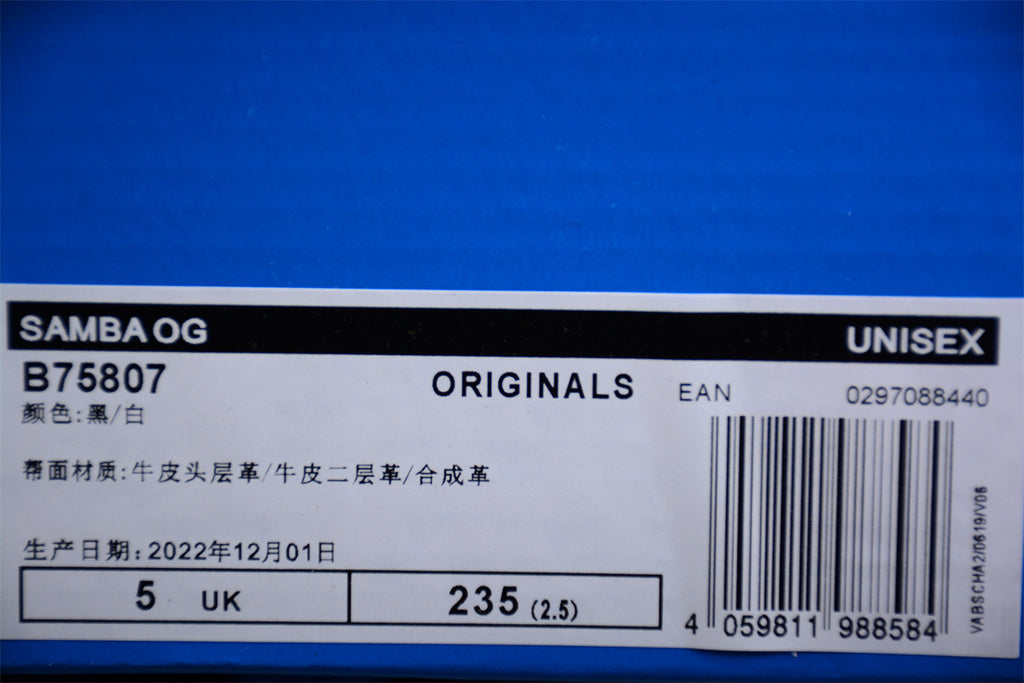 SAMBA OG UNISEX
B75807 ORIGINALS EAN 0297088440
颜色:黑/白
帮面材质:牛皮头层革/牛皮二层革/合成革
生产日期:2022年12月01日
5 UK 235 (2.5)
4 059811 988584
VABSCHA2/0619/V06